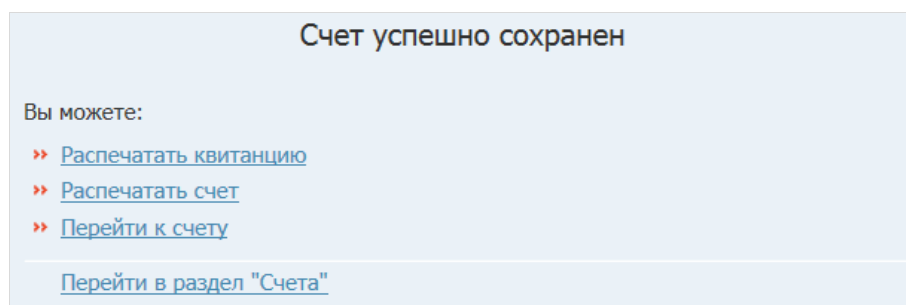 Счет успешно сохранен
Вы можете:
Распечатать квитанцию
Распечатать счет
Перейти к счету
Перейти в раздел "Счета"